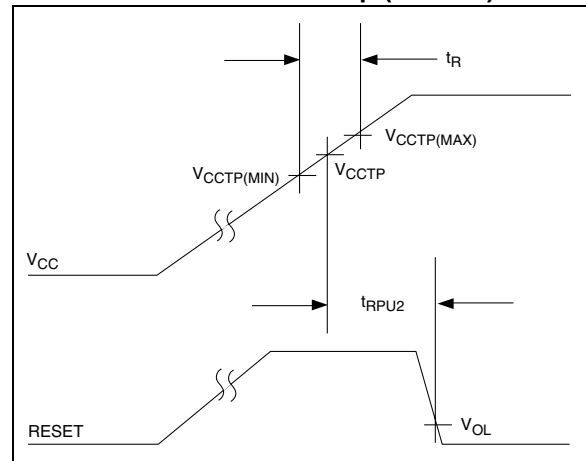 tR
VCCTP(MAX)
VCCTP(MIN)
VCCTP
VCC
tRPU2
RESET
VOL